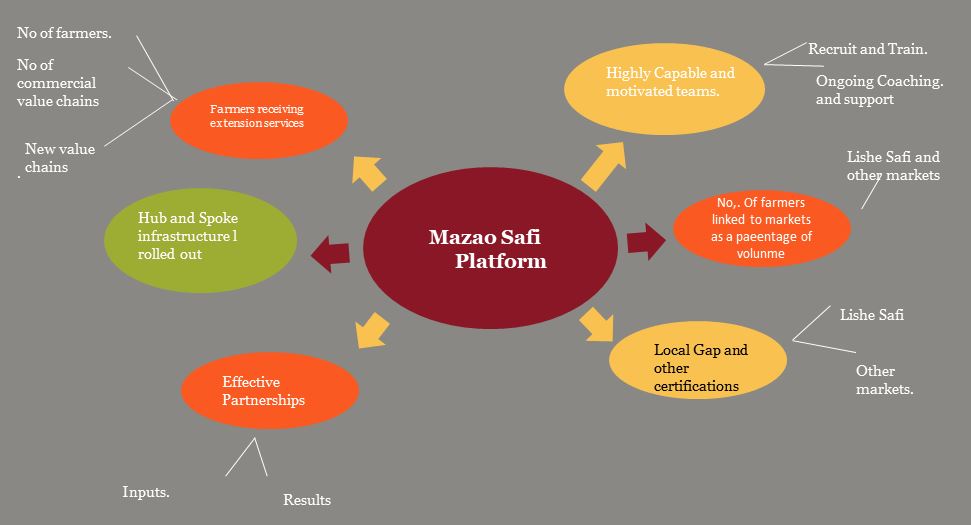 No of farmers.
No of
commercial
value chains
New value
chains
.
Farmers receiving
extension services
Highly Capable and
motivated teams.
Recruit and Train.
Ongoing Coaching.
and support
Lishe Safi and
other markets
Hub and Spoke
infrastructure l
rolled out
Mazao Safi
Platform
No,. Of farmers
linked to markets
as a paeentage of
volunme
Lishe Safi
Local Gap and
other
certifications
Other
markets.
Effective
Partnerships
Inputs.
Results